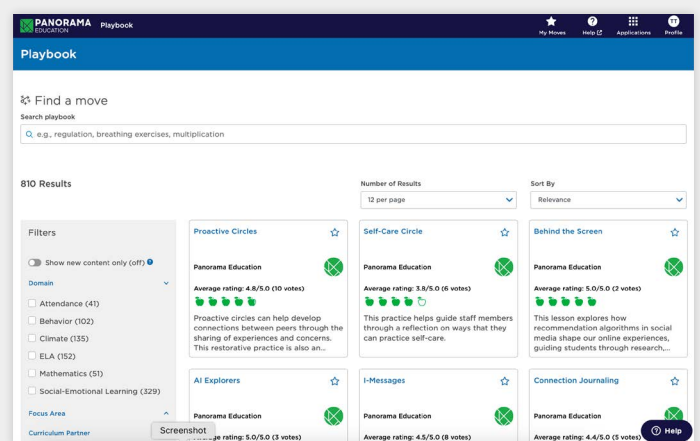 PANORAMA
EDUCATION
Playbook
My Moves
Help
Applications
TT
Profile
Playbook
Find a move
Search playbook
e.g., regulation, breathing exercises, multiplication
810 Results
Number of Results
12 per page
Sort By
Relevance
Filters
Show new content only (off) ?
Domain
Attendance (41)
Behavior (102)
Climate (135)
ELA (152)
Mathematics (51)
Social-Emotional Learning (329)
Focus Area
Curriculum Partner
Proactive Circles
Panorama Education
Average rating: 4.8/5.0 (10 votes)
Proactive circles can help develop
connections between peers through the
sharing of experiences and concerns.
This restorative practice is also an...
Self-Care Circle
Panorama Education
Average rating: 3.8/5.0 (6 votes)
This practice helps guide staff members
through a reflection on ways that they
can practice self-care.
Behind the Screen
Panorama Education
Average rating: 5.0/5.0 (2 votes)
This lesson explores how
recommendation algorithms in social
media shape our online experiences,
guiding students through research,...
AI Explorers
Panorama Education
Average rating: 5.0/5.0 (3 votes)
I-Messages
Panorama Education
Average rating: 4.5/5.0 (8 votes)
Connection Journaling
Panorama Education
Average rating: 4.4/5.0 (5 votes)
Screenshot
? Help